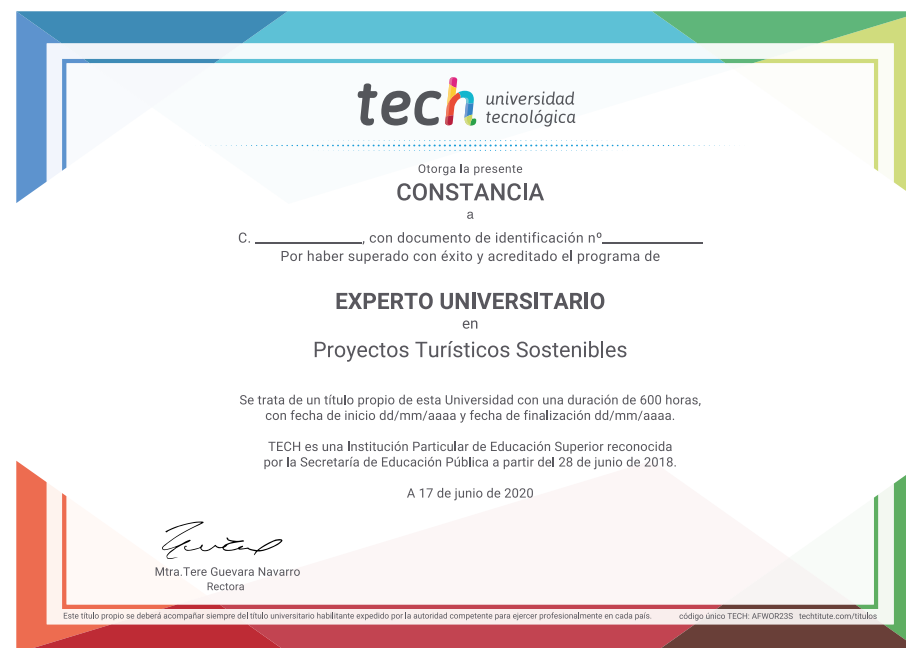 tech universidad
tecnológica
Otorga la presente
CONSTANCIA
a
C. ______________, con documento de identificación nº_____________
Por haber superado con éxito y acreditado el programa de
EXPERTO UNIVERSITARIO
en
Proyectos Turísticos Sostenibles
Se trata de un título propio de esta Universidad con una duración de 600 horas,
con fecha de inicio dd/mm/aaaa y fecha de finalización dd/mm/aaaa.
TECH es una Institución Particular de Educación Superior reconocida
por la Secretaría de Educación Pública a partir del 28 de junio de 2018.
A 17 de junio de 2020
Mtra.Tere Guevara Navarro
Rectora
Este título propio se deberá acompañar siempre del título universitario habilitante expedido por la autoridad competente para ejercer profesionalmente en cada país. código único TECH: AFWOR23S techtitute.com/titulos